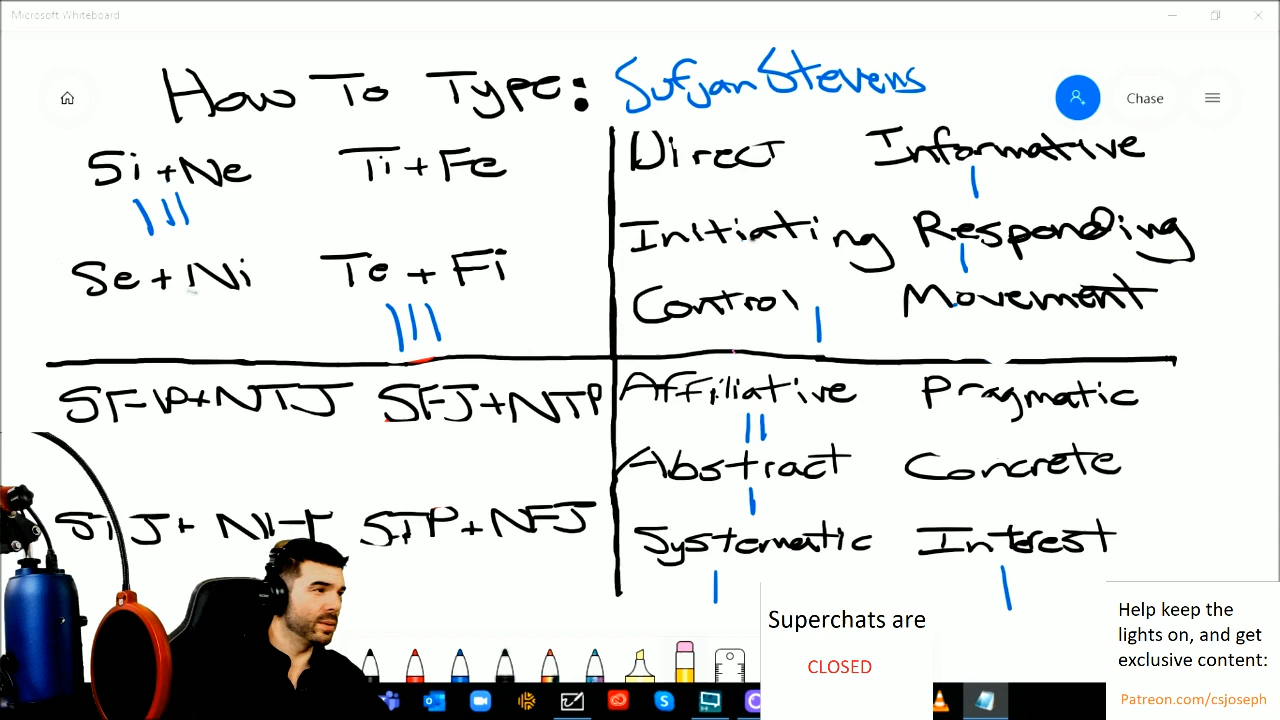 Microsoft Whiteboard
How To Type: Sufjan Stevens
Chase
Si + Ne Ti + Fe
Se + Ni Te + Fi
Direct Informative
Initiating Responding
Control Movement
SFP + NTJ SFJ + NTP
STJ + STP + NFJ
Affiliative Pragmatic
Abstract Concrete
Systematic Interest
Superchats are
CLOSED
Help keep the
lights on, and get
exclusive content:
Patreon.com/csjoseph